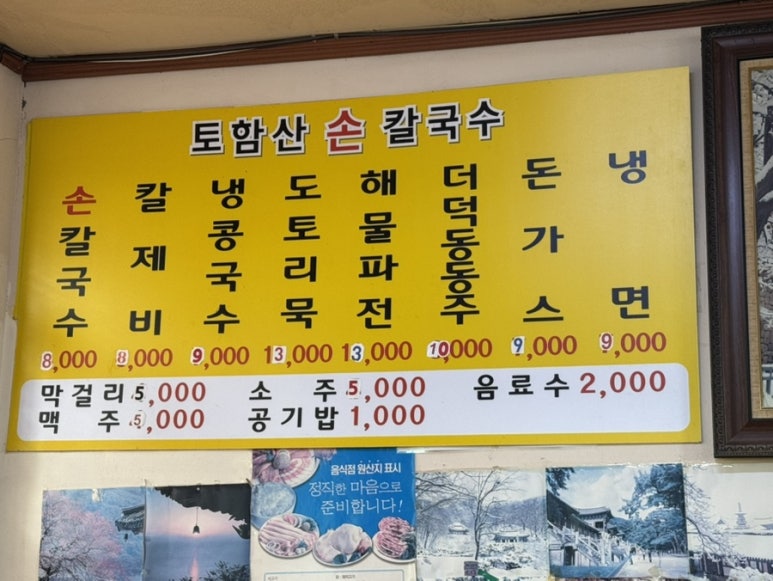 토함산 손 칼국수
손칼국수 8,000
칼제비 8,000
냉콩국수 9,000
도토리묵 13,000
해물파전 13,000
더덕동동주 10,000
돈가스 9,000
냉면 9,000
막걸리 5,000 소주 5,000 음료수 2,000
맥주 5,000 공기밥 1,000
음식점 원산지 표시
정직한 마음으로
준비합니다!